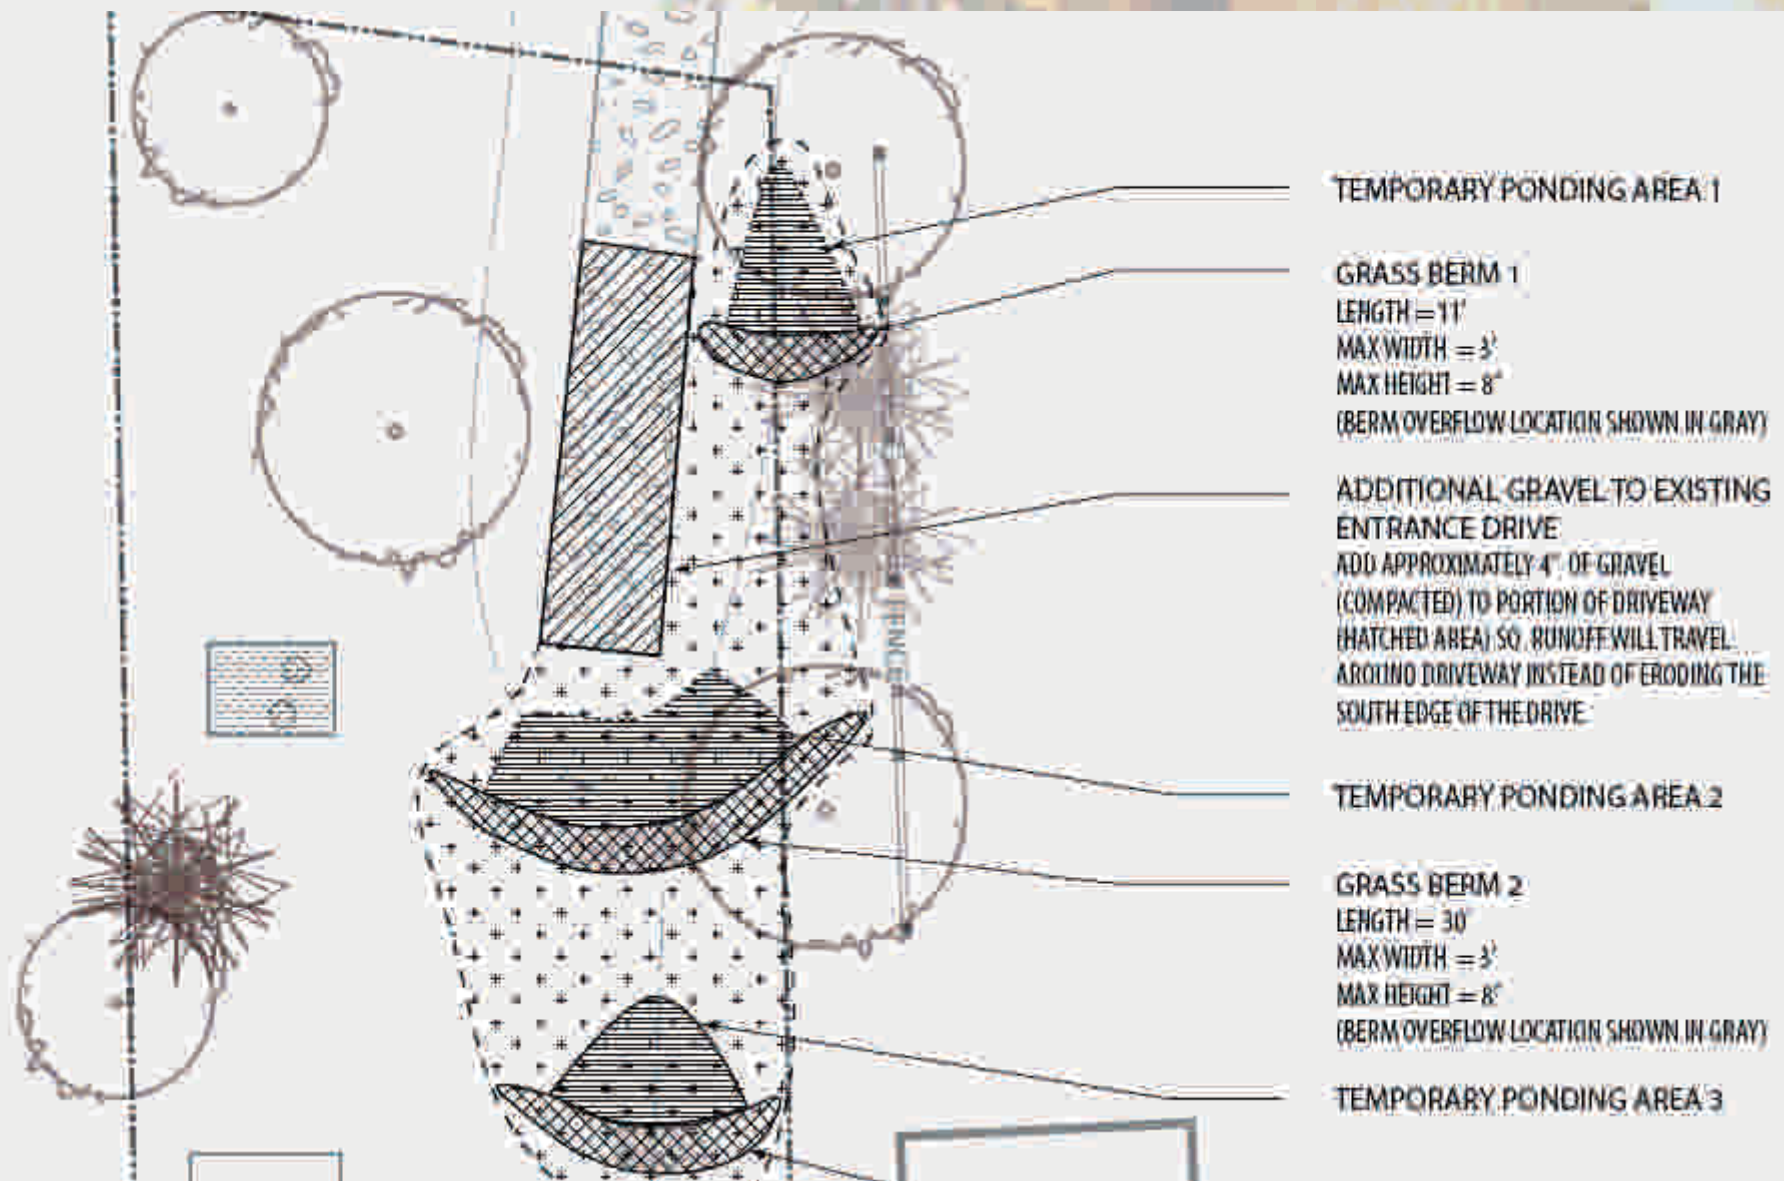 TEMPORARY PONDING AREA 1
GRASS BERM 1
LENGTH = 11'
MAX WIDTH = 3'
MAX HEIGHT = 8"
(BERM OVERFLOW LOCATION SHOWN IN GRAY)
ADDITIONAL GRAVEL TO EXISTING
ENTRANCE DRIVE
ADD APPROXIMATELY 4" OF GRAVEL
(COMPACTED) TO PORTION OF DRIVEWAY
(HATCHED AREA) SO RUNOFF WILL TRAVEL
AROUND DRIVEWAY INSTEAD OF ERODING THE
SOUTH EDGE OF THE DRIVE.
TEMPORARY PONDING AREA 2
GRASS BERM 2
LENGTH = 30'
MAX WIDTH = 3'
MAX HEIGHT = 8"
(BERM OVERFLOW LOCATION SHOWN IN GRAY)
TEMPORARY PONDING AREA 3